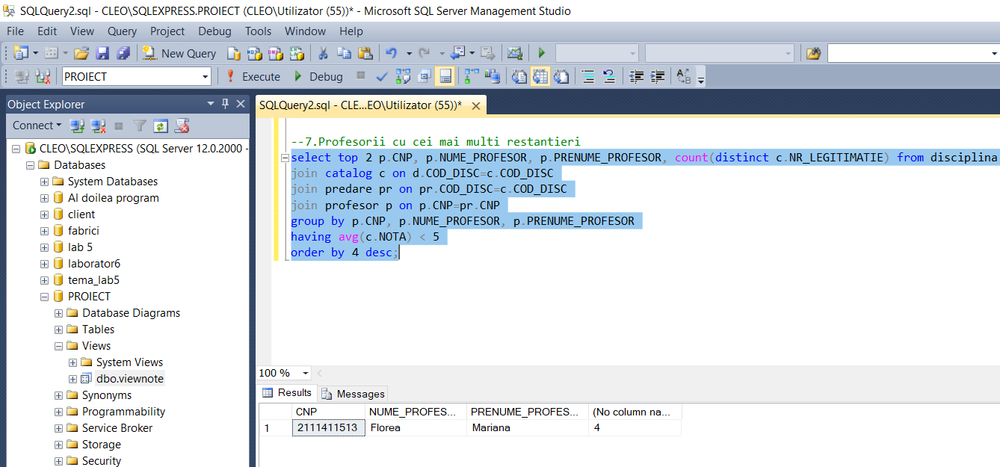 SQLQuery2.sql - CLEO\SQLEXPRESS.PROIECT (CLEO\Utilizator (55))* - Microsoft SQL Server Management Studio
File Edit View Query Project Debug Tools Window Help
New Query
PROIECT Execute Debug
Object Explorer
Connect
CLEO\SQLEXPRESS (SQL Server 12.0.2000 -
Databases
System Databases
Al doilea program
client
fabrici
lab 5
laborator6
tema_lab5
PROIECT
Database Diagrams
Tables
Views
System Views
dbo.viewnote
Synonyms
Programmability
Service Broker
Storage
Security
SQLQuery2.sql - CLE...EO\Utilizator (55))*
--7.Profesorii cu cei mai multi restantieri
select top 2 p.CNP, p.NUME_PROFESOR, p.PRENUME_PROFESOR, count(distinct c.NR_LEGITIMATIE) from disciplina
join catalog c on d.COD_DISC=c.COD_DISC
join predare pr on pr.COD_DISC=c.COD_DISC
join profesor p on p.CNP=pr.CNP
group by p.CNP, p.NUME_PROFESOR, p.PRENUME_PROFESOR
having avg(c.NOTA) < 5
order by 4 desc;
100 %
Results Messages
CNP NUME_PROFES... PRENUME_PROFES... (No column na...
1 2111411513 Florea Mariana 4